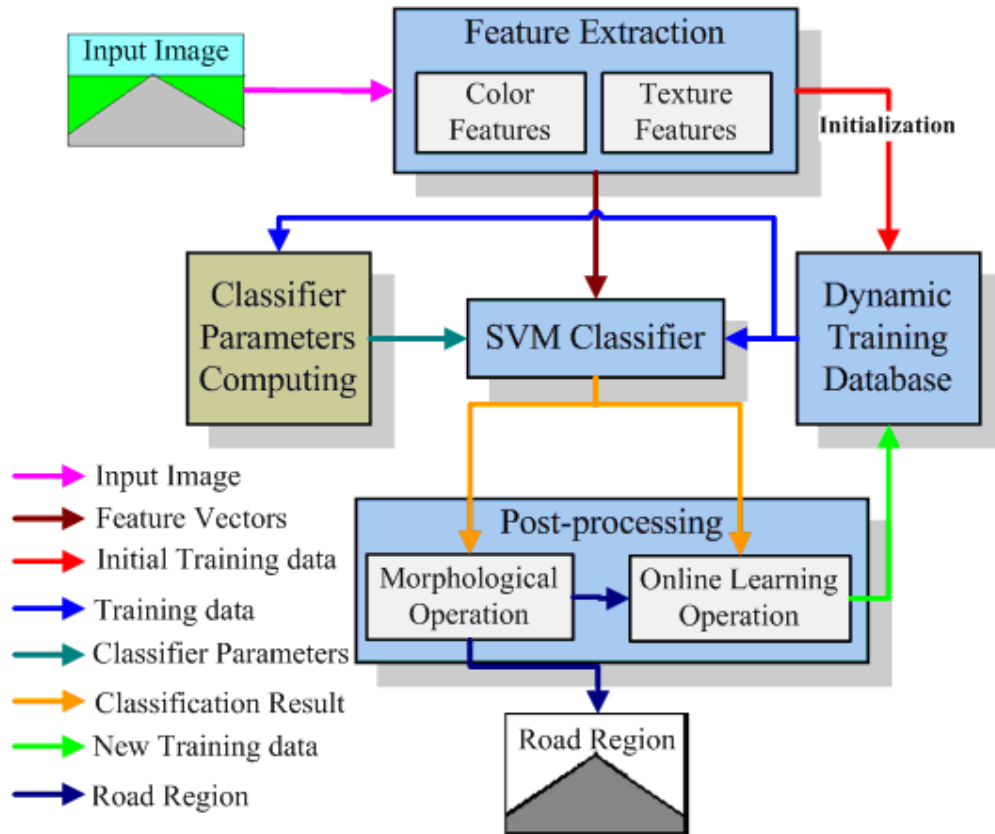 Input Image
Feature Extraction
Color
Features
Texture
Features
Initialization
Classifier
Parameters
Computing
SVM Classifier
Dynamic
Training
Database
Input Image
Feature Vectors
Initial Training data
Training data
Classifier Parameters
Classification Result
New Training data
Road Region
Post-processing
Morphological
Operation
Online Learning
Operation
Road Region